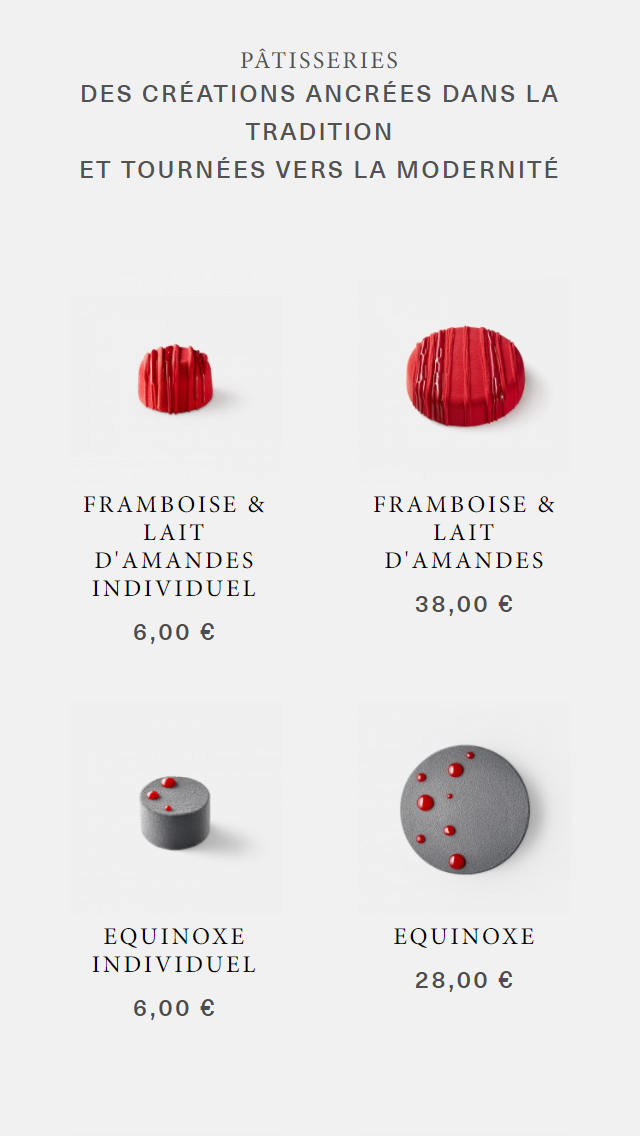 PÂTISSERIES
DES CRÉATIONS ANCRÉES DANS LA
TRADITION
ET TOURNÉES VERS LA MODERNITÉ
FRAMBOISE &
LAIT
D'AMANDES
INDIVIDUEL
6,00 €
FRAMBOISE &
LAIT
D'AMANDES
38,00 €
EQUINOXE
INDIVIDUEL
6,00 €
EQUINOXE
28,00 €